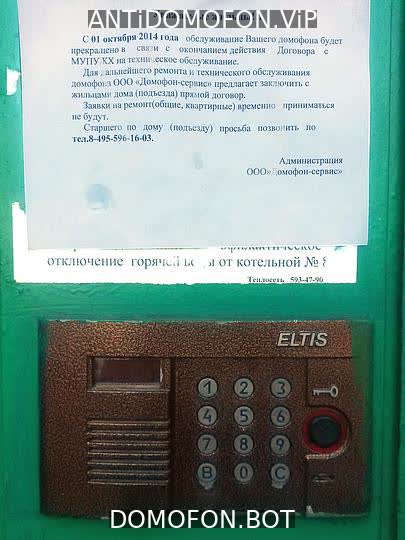 ANTIDOMOFON.VIP
С 01 октября 2014 года обслуживание Вашего домофона будет
прекращено в связи с окончанием действия Договора с
МУПУЖХ на техническое обслуживание.
Для дальнейшего ремонта и технического обслуживания
домофона ООО «Домофон-сервис» предлагает заключить с
жильцами дома (подъезда) прямой договор.
Заявки на ремонт(общие, квартирные) временно приниматься
не будут.
Старшего по дому (подъезду) просьба позвонить по
тел.8-495-596-16-03.
Администрация
ООО»Домофон-сервис»
отключение горячей воды от котельной № 8
Теплосеть 593-47-90
ELTIS
1 2 3
4 5 6
7 8 9
B 0 C
DOMOFON.BOT